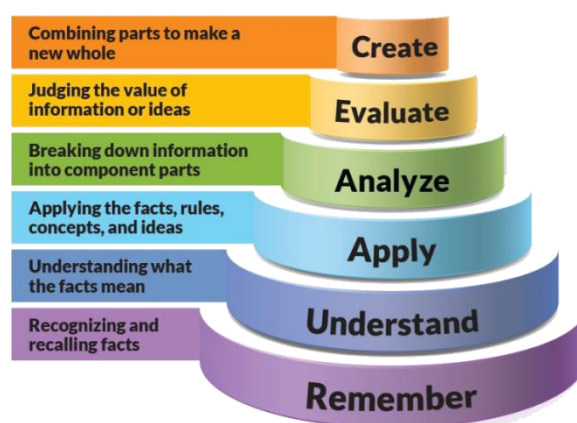 Combining parts to make a
new whole
Create
Judging the value of
information or ideas
Evaluate
Breaking down information
into component parts
Analyze
Applying the facts, rules,
concepts, and ideas
Apply
Understanding what
the facts mean
Understand
Recognizing and
recalling facts
Remember